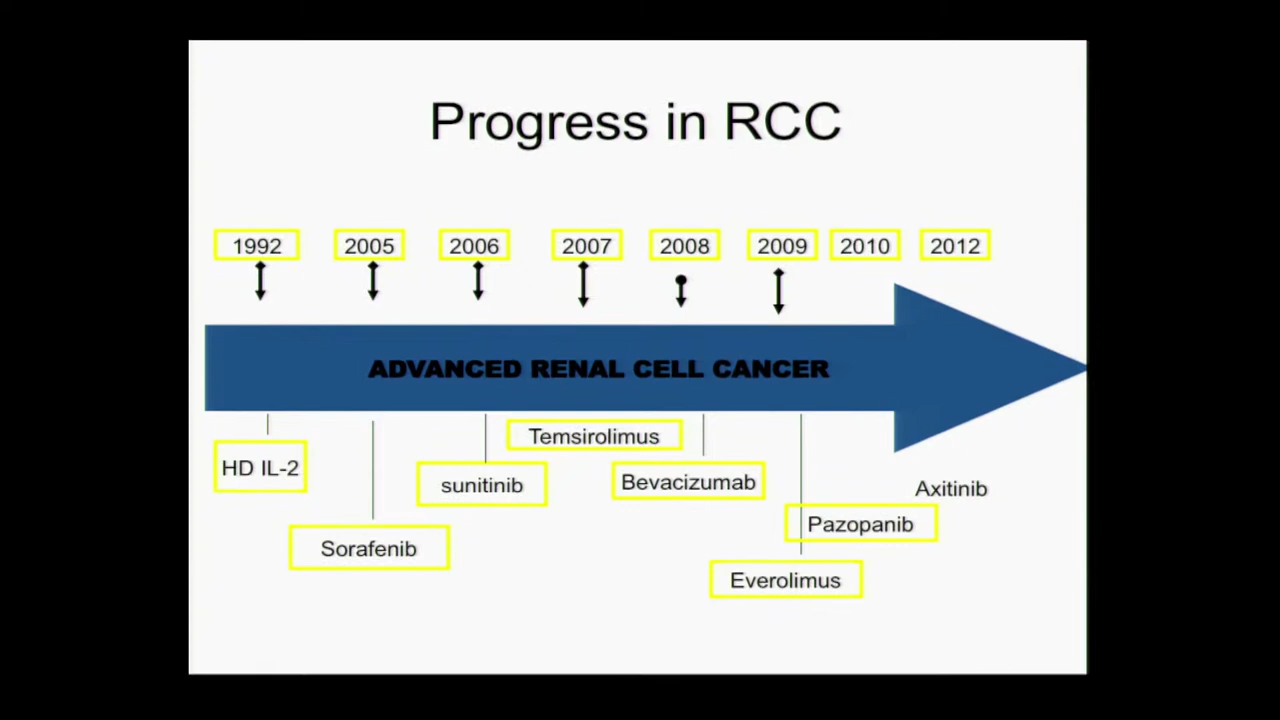 Progress in RCC
1992 2005 2006 2007 2008 2009 2010 2012
ADVANCED RENAL CELL CANCER
Temsirolimus
HD IL-2
sunitinib
Bevacizumab
Axitinib
Pazopanib
Sorafenib
Everolimus